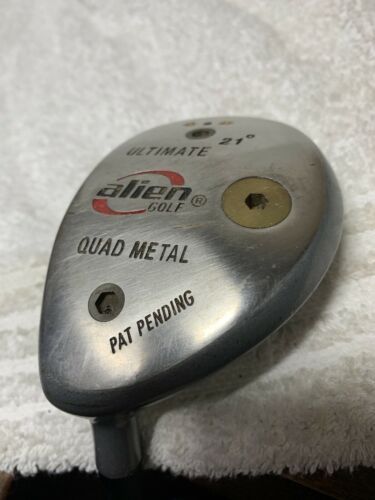 21°
ULTIMATE
alien®
GOLF
QUAD METAL
PAT PENDING